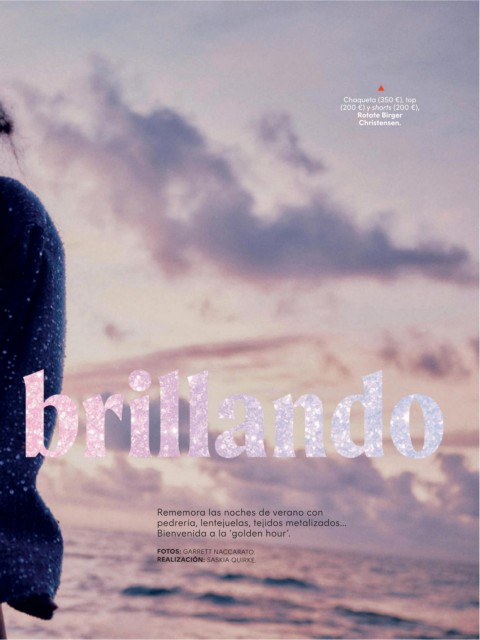 Chaqueta (350 €), top
(200 €) y shorts (200 €),
Rotate Birger
Christensen.
brillando
Rememora las noches de verano con
pedrería, lentejuelas, tejidos metalizados...
Bienvenida a la 'golden hour'.
FOTOS: GARRETT NACCARATO.
REALIZACIÓN: SASKIA QUIRKE.